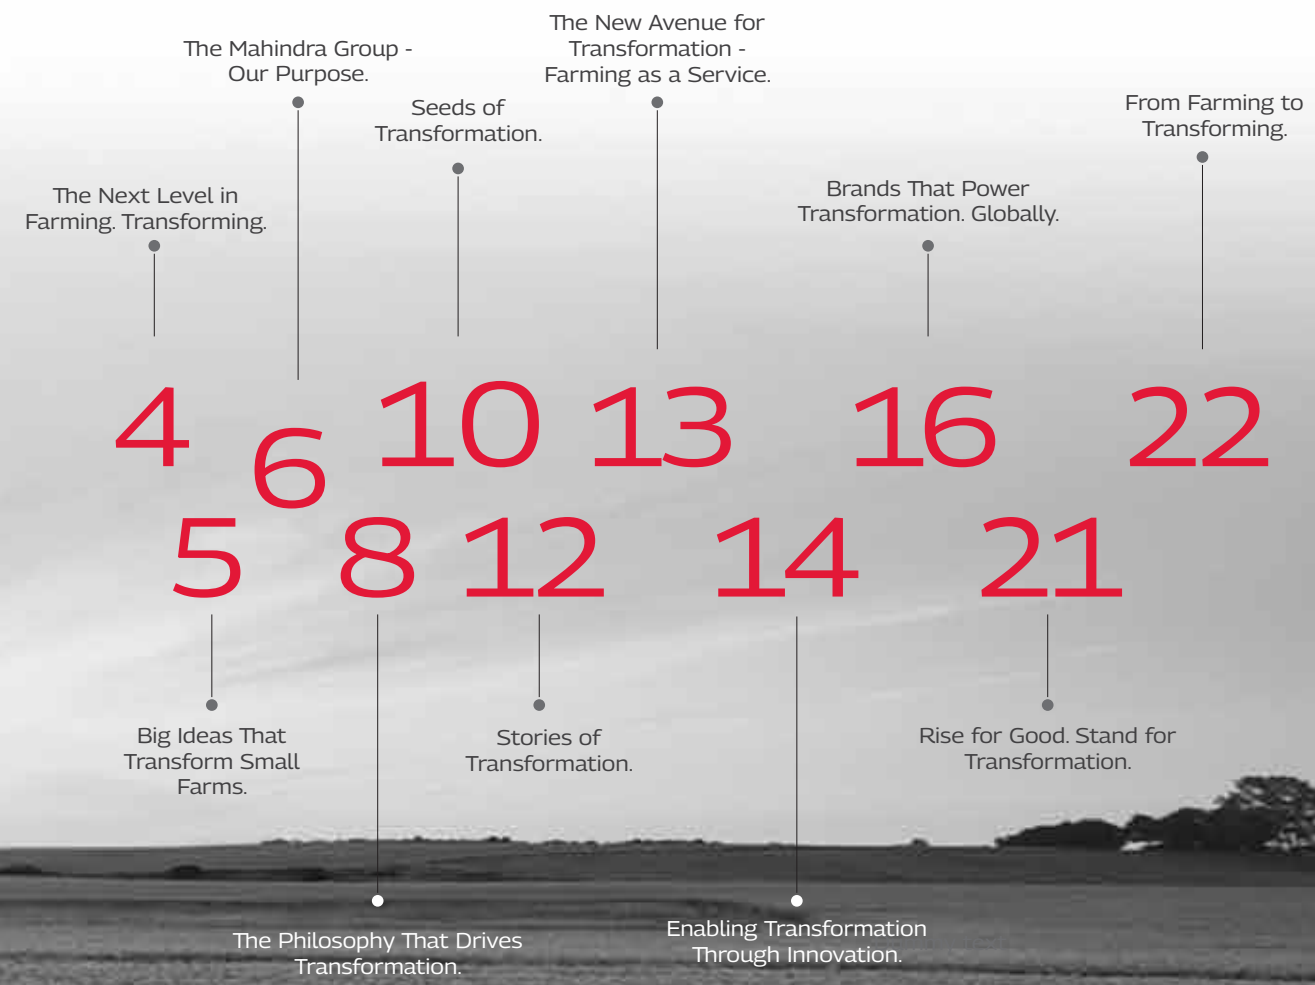 The Mahindra Group -
Our Purpose.
The New Avenue for
Transformation -
Farming as a Service.
Seeds of
Transformation.
From Farming to
Transforming.
The Next Level in
Farming. Transforming.
Brands That Power
Transformation. Globally.
4
6
10
13
16
22
5
8
12
14
21
Big Ideas That
Transform Small
Farms.
Stories of
Transformation.
Rise for Good. Stand for
Transformation.
The Philosophy That Drives
Transformation.
Enabling Transformation
Through Innovation.